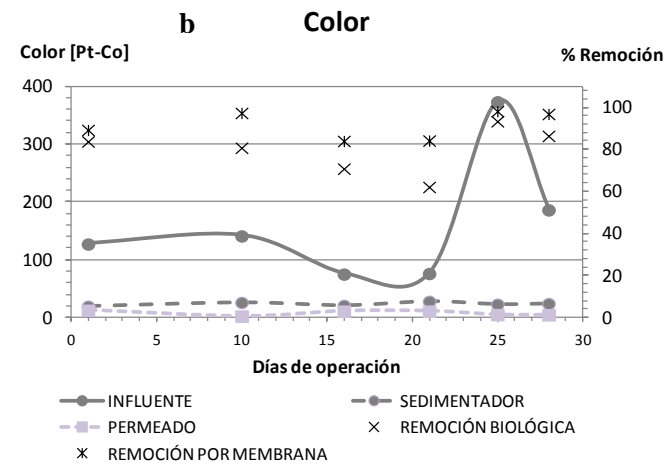 b Color
Color [Pt-Co] % Remoción
400
300
200
100
0
100
80
60
40
20
0
0 5 10 15 20 25 30
Días de operación
INFLUENTE SEDIMENTADOR
PERMEADO REMOCIÓN BIOLÓGICA
REMOCIÓN POR MEMBRANA